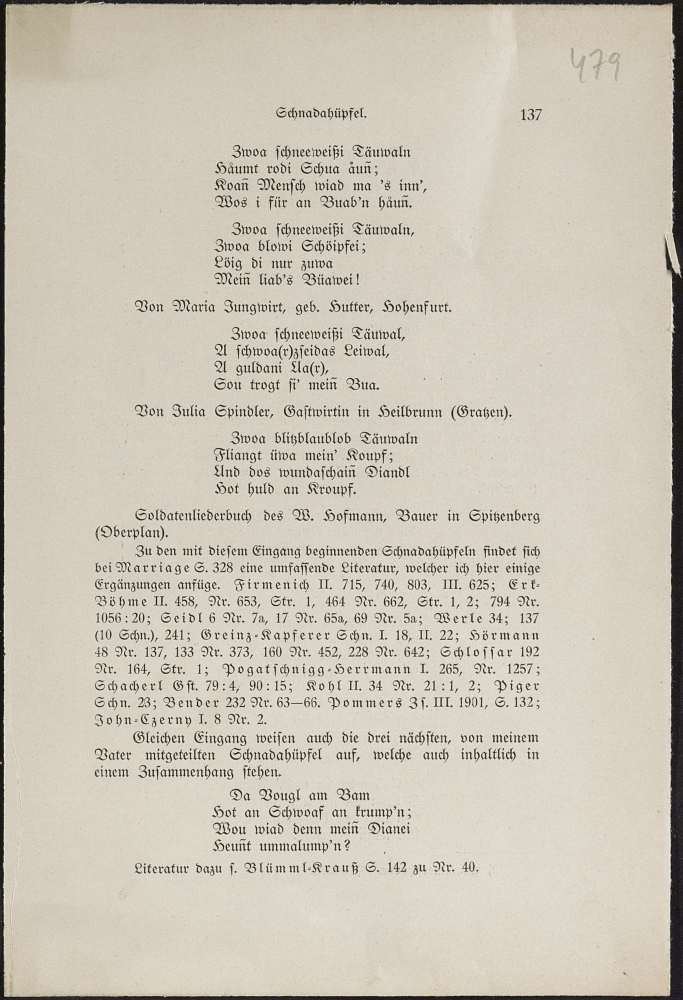 479
Schnadahüpfel. 137
Zwoa schneeweißi Täuwaln
Håumt rodi Schua åun̄;
Koan̄ Mensch wiad ma 's inn',
Wos i für an Buab'n håun̄.
Zwoa schneeweißi Täuwaln,
Zwoa blowi Schöipfei;
Löig di nur zuwa
Mein̄ liab's Büawei!
Von Maria Jungwirt, geb. Hutter, Hohenfurt.
Zwoa schneeweißi Täuwal,
A schwoa(r)zseidas Leiwal,
A guldani Ua(r),
Sou trogt si' mein̄ Bua.
Von Julia Spindler, Gastwirtin in Heilbrunn (Gratzen).
Zwoa blitzblaublob Täuwaln
Fliangt üwa mein' Koupf;
Und dos wundaschain̄ Diandl
Hot huld an Kroupf.
Soldatenliederbuch des W. Hofmann, Bauer in Spitzenberg
(Oberplan).
Zu den mit diesem Eingang beginnenden Schnadahüpfeln findet sich
bei Marriage S. 328 eine umfassende Literatur, welcher ich hier einige
Ergänzungen anfüge. Firmenich II. 715, 740, 803, III. 625; Erk-
Böhme II. 458, Nr. 653, Str. 1, 464 Nr. 662, Str. 1, 2; 794 Nr.
1056:20; Seidl 6 Nr. 7a, 17 Nr. 65a, 69 Nr. 5a; Werle 34; 137
(10 Schn.), 241; Greinz-Kapferer Schn. I. 18, II. 22; Hörmann
48 Nr. 137, 133 Nr. 373, 160 Nr. 452, 228 Nr. 642; Schlossar 192
Nr. 164, Str. 1; Pogatschnigg-Herrmann I. 265, Nr. 1257;
Schacherl Gst. 79:4, 90:15; Kohl II. 34 Nr. 21:1, 2; Piger
Schn. 23; Bender 232 Nr. 63—66. Pommers Zs. III. 1901, S. 132;
John-Czerny I. 8 Nr. 2.
Gleichen Eingang weisen auch die drei nächsten, von meinem
Vater mitgeteilten Schnadahüpfel auf, welche auch inhaltlich in
einem Zusammenhang stehen.
Da Vougl am Bam
Hot an Schwoaf an krump'n;
Wou wiad denn mein̄ Dianei
Heun̄t ummalump'n?
Literatur dazu s. Blümml-Krauß S. 142 zu Nr. 40.